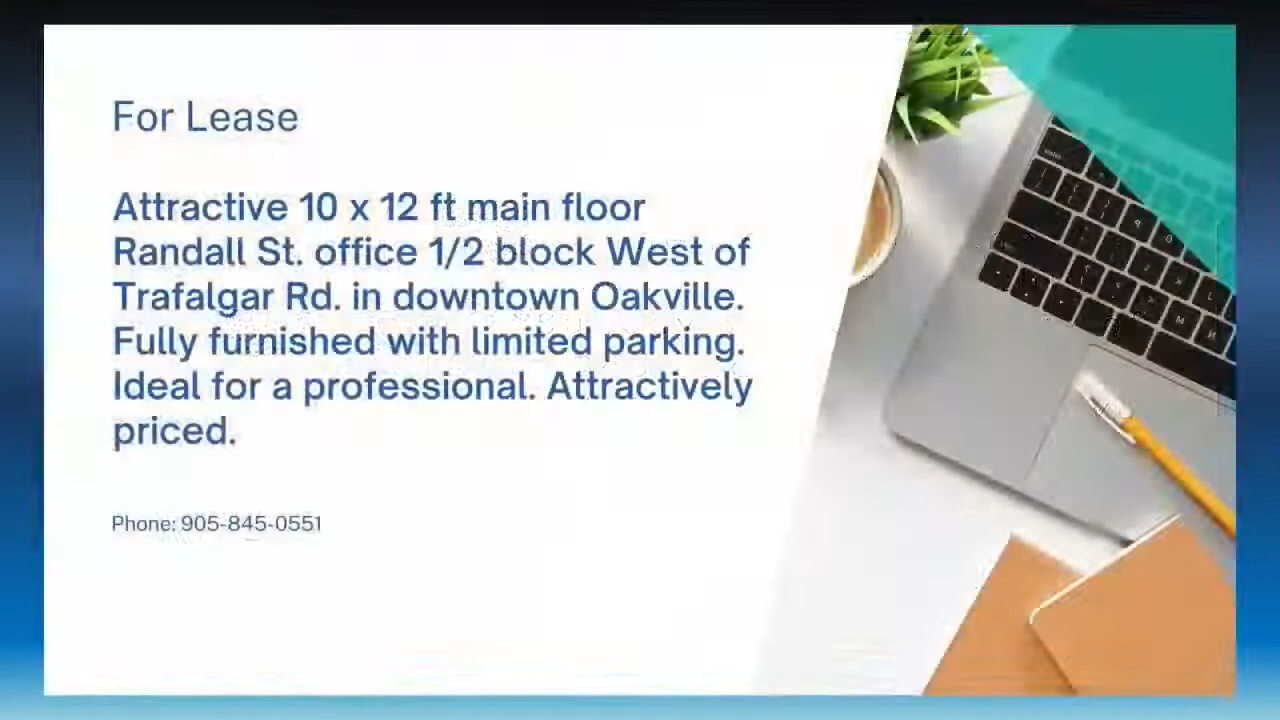 For Lease
Attractive 10 x 12 ft main floor
Randall St. office 1/2 block West of
Trafalgar Rd. in downtown Oakville.
Fully furnished with limited parking.
Ideal for a professional. Attractively
priced.
Phone: 905-845-0551